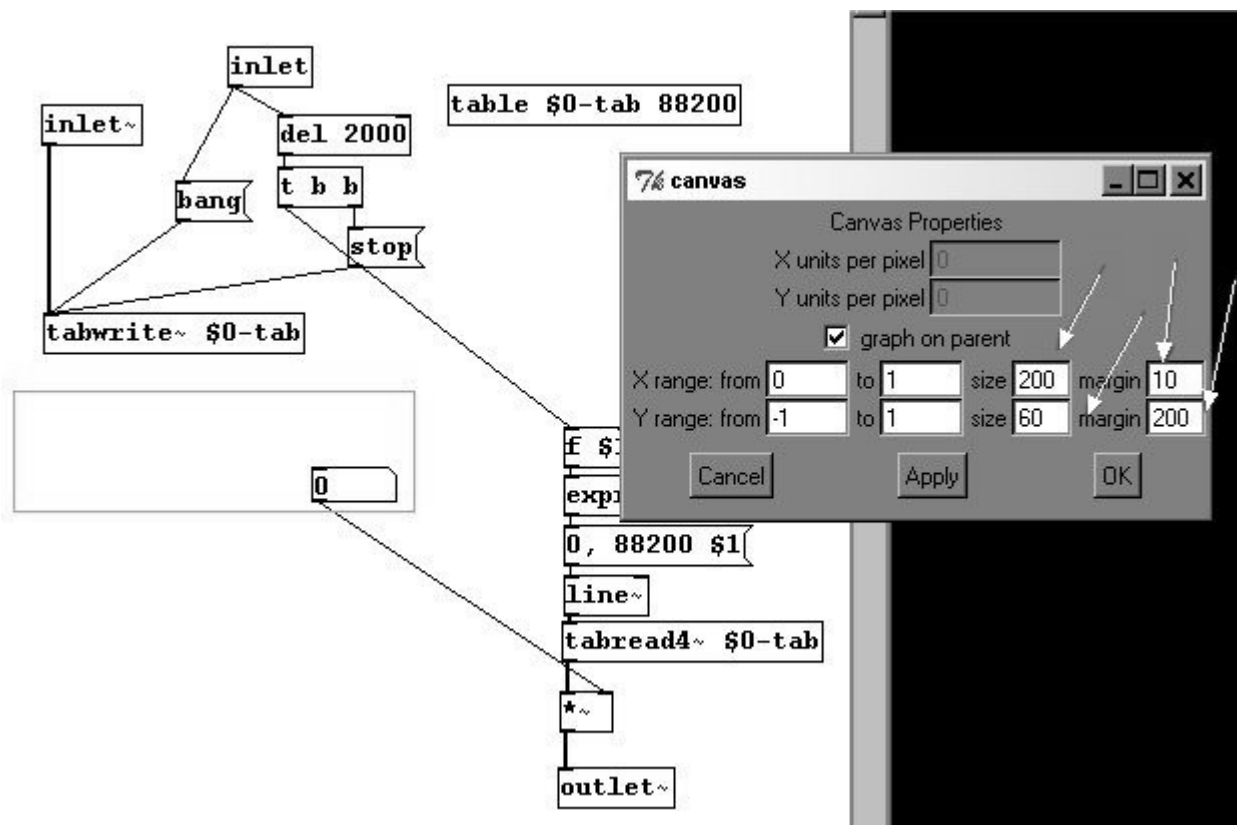 inlet
inlet~
table $0-tab 88200
del 2000
t b b
bang
stop
tabwrite~ $0-tab
0
f
0, 88200 $1
line~
tabread4~ $0-tab
*~
outlet~
canvas
Canvas Properties
X units per pixel 0
Y units per pixel 0
graph on parent
X range: from 0 to 1 size 200 margin 10
Y range: from -1 to 1 size 60 margin 200
Cancel Apply OK